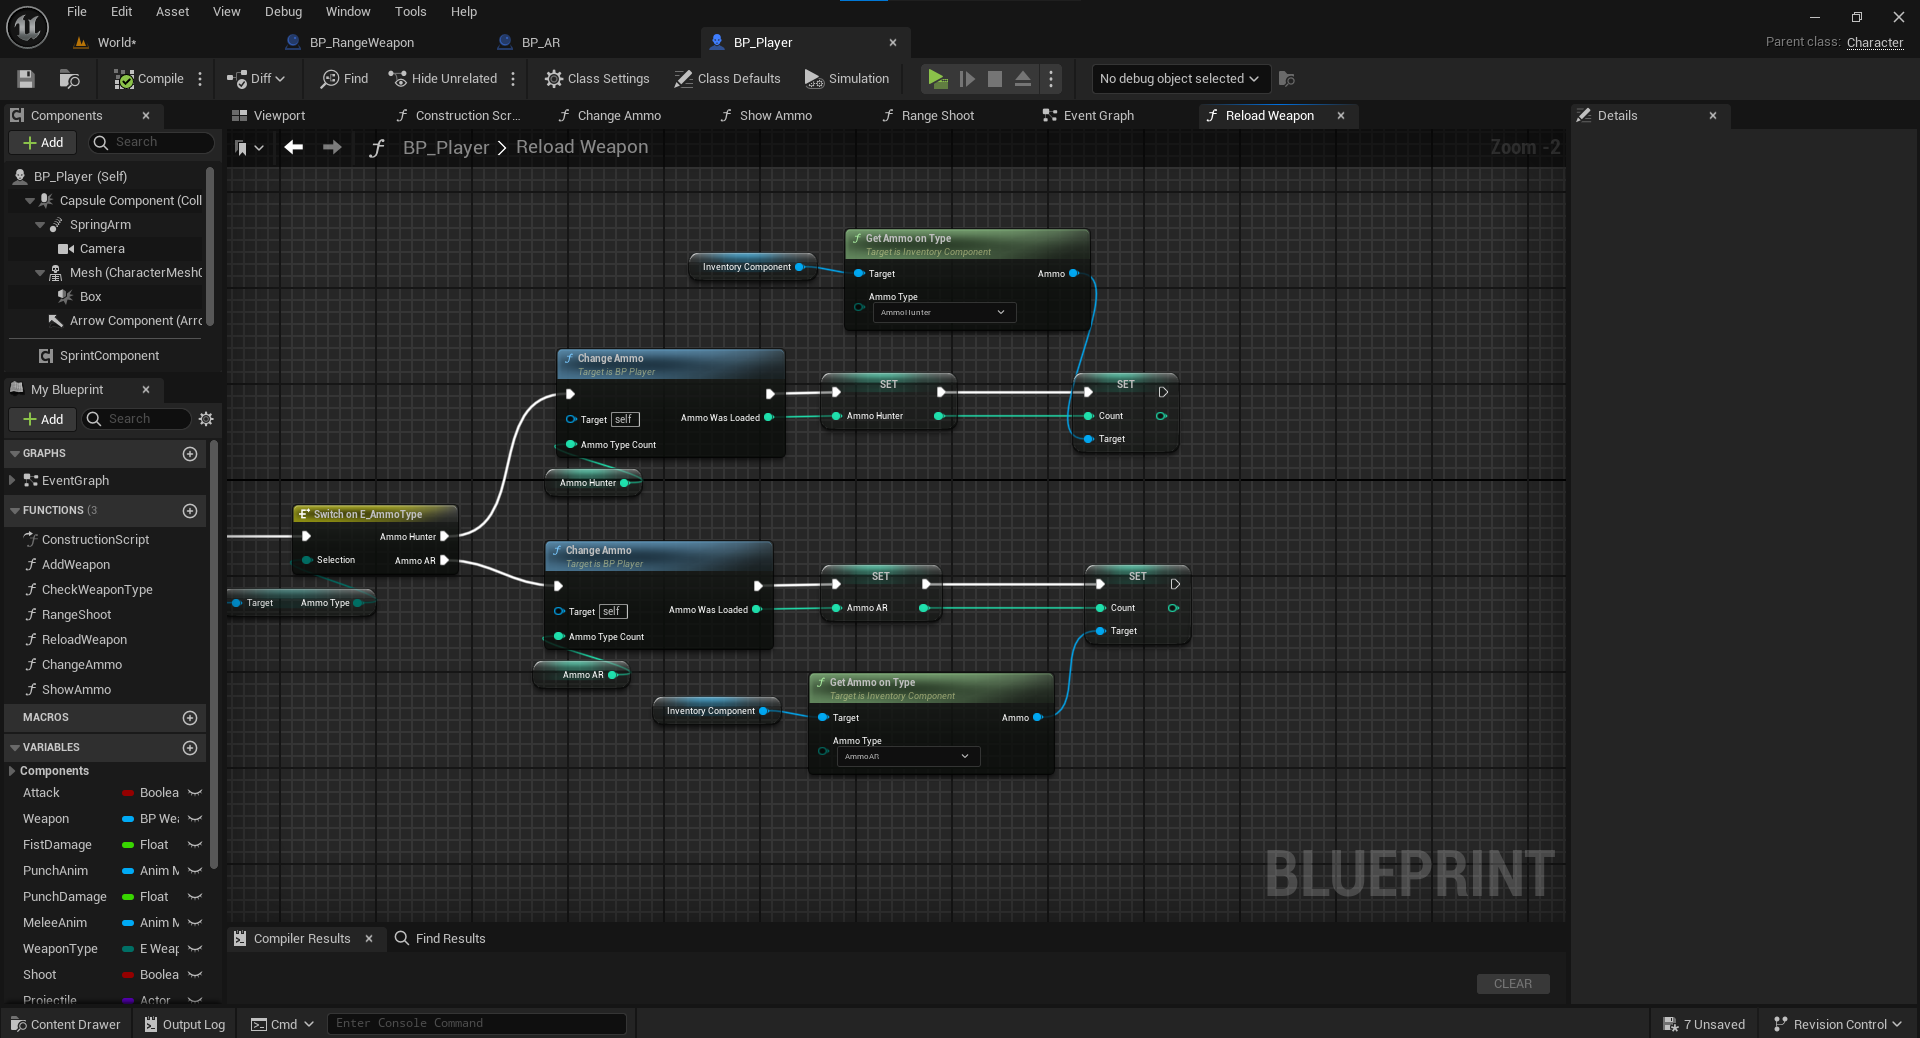 File Edit Asset View Debug Window Tools Help
World* BP_RangeWeapon BP_AR BP_Player
Parent class: Character
Compile Diff Find Hide Unrelated Class Settings Class Defaults Simulation No debug object selected
Components
Add Search
BP_Player (Self)
Capsule Component (Coll
SpringArm
Camera
Mesh (CharacterMesh0
Box
Arrow Component (Arro
SprintComponent
My Blueprint
Add Search
GRAPHS
EventGraph
FUNCTIONS (3
ConstructionScript
AddWeapon
CheckWeaponType
RangeShoot
ReloadWeapon
ChangeAmmo
ShowAmmo
MACROS
VARIABLES
Components
Attack Boolea
Weapon BP Wea
FistDamage Float
PunchAnim Anim M
PunchDamage Float
MeleeAnim Anim M
WeaponType E Weap
Shoot Boolea
Projectile Actor
Viewport Construction Scr... Change Ammo Show Ammo Range Shoot Event Graph Reload Weapon
BP_Player > Reload Weapon
Zoom -2
Get Ammo on Type
Target is Inventory Component
Inventory Component
Target Ammo
Ammo Type
AmmoHunter
Change Ammo
Target is BP Player
Target self Ammo Was Loaded
Ammo Type Count
Ammo Hunter
SET
Ammo Hunter
SET
Count
Target
Switch on E_AmmoType
Ammo Hunter
Selection Ammo AR
Target Ammo Type
Change Ammo
Target is BP Player
Target self Ammo Was Loaded
Ammo Type Count
Ammo AR
SET
Ammo AR
SET
Count
Target
Inventory Component
Get Ammo on Type
Target is Inventory Component
Target Ammo
Ammo Type
AmmoAR
BLUEPRINT
Details
Compiler Results Find Results
CLEAR
Content Drawer Output Log Cmd Enter Console Command 7 Unsaved Revision Control